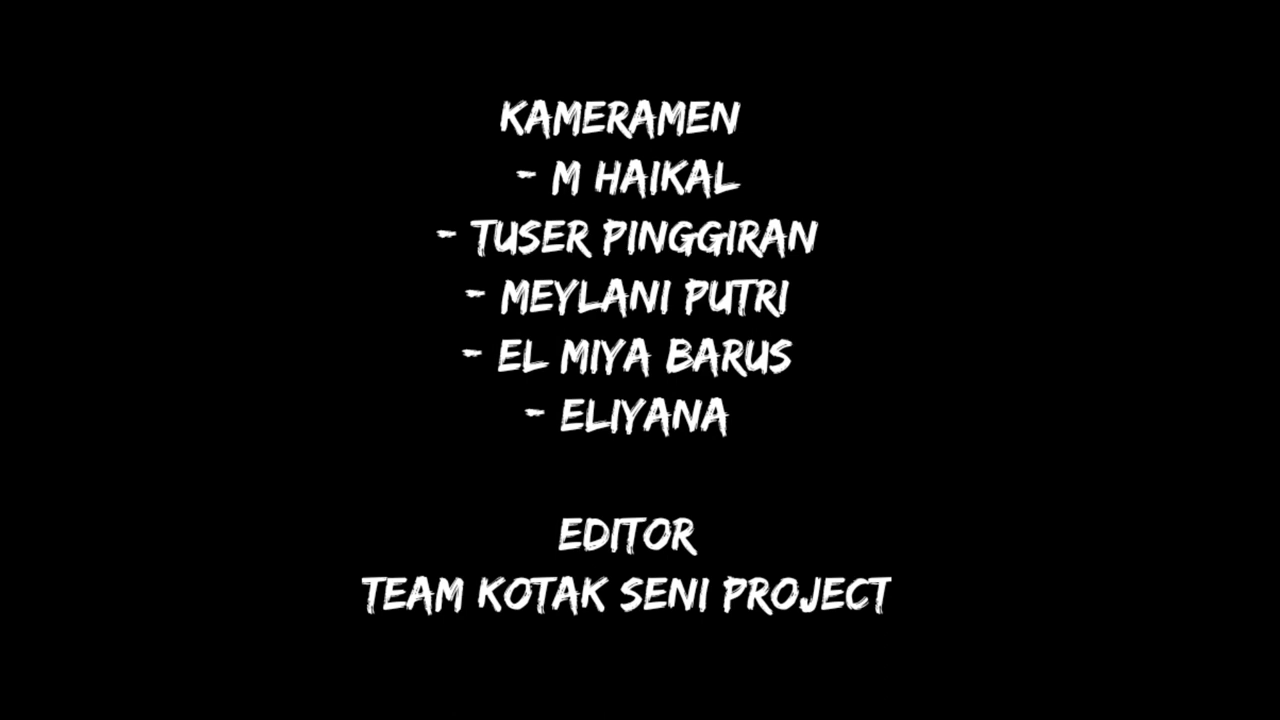 KAMERAMEN
- M HAIKAL
- TUSER PINGGIRAN
- MEYLANI PUTRI
- EL MIYA BARUS
- ELIYANA
EDITOR
TEAM KOTAK SENI PROJECT